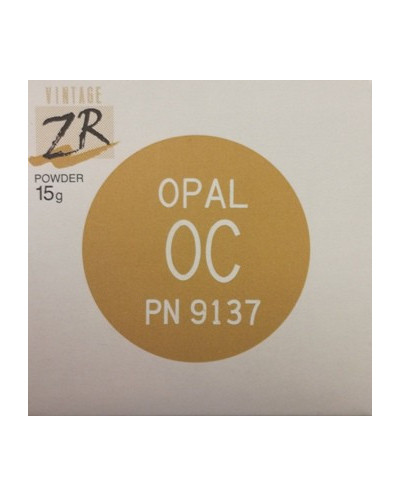 VINTAGE
ZR
POWDER
15g
OPAL
OC
PN 9137